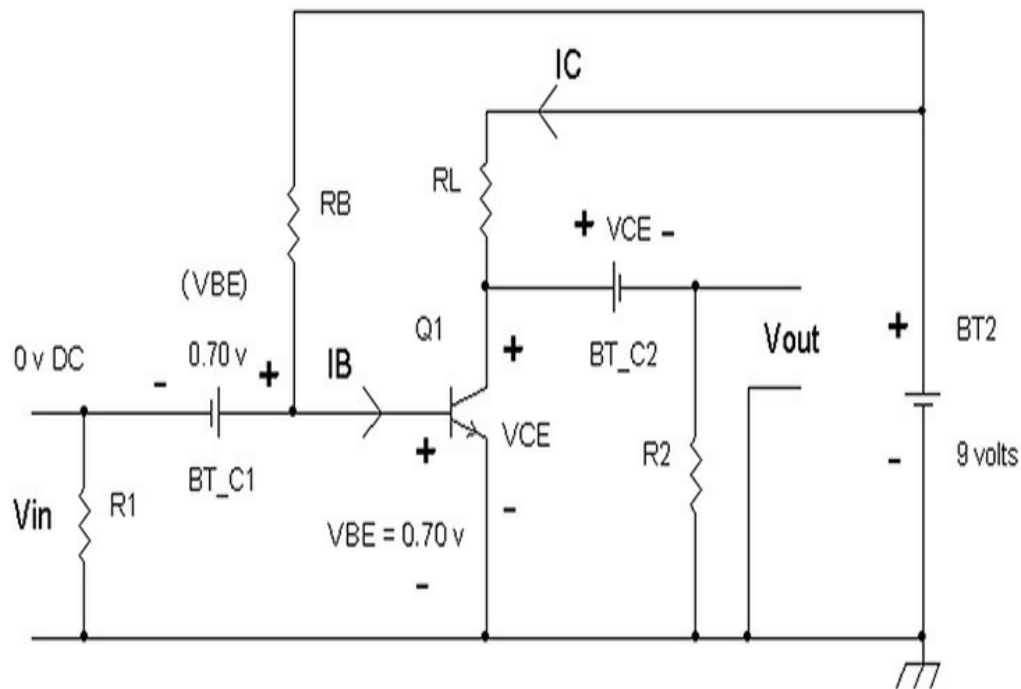 IC
RB
RL
+ VCE -
(VBE)
Q1
+
Vout
+
BT2
0 v DC
0.70 v
- +
IB
BT_C2
VCE
BT_C1
+
R2
-
9 volts
Vin
R1
VBE = 0.70 v
-
-